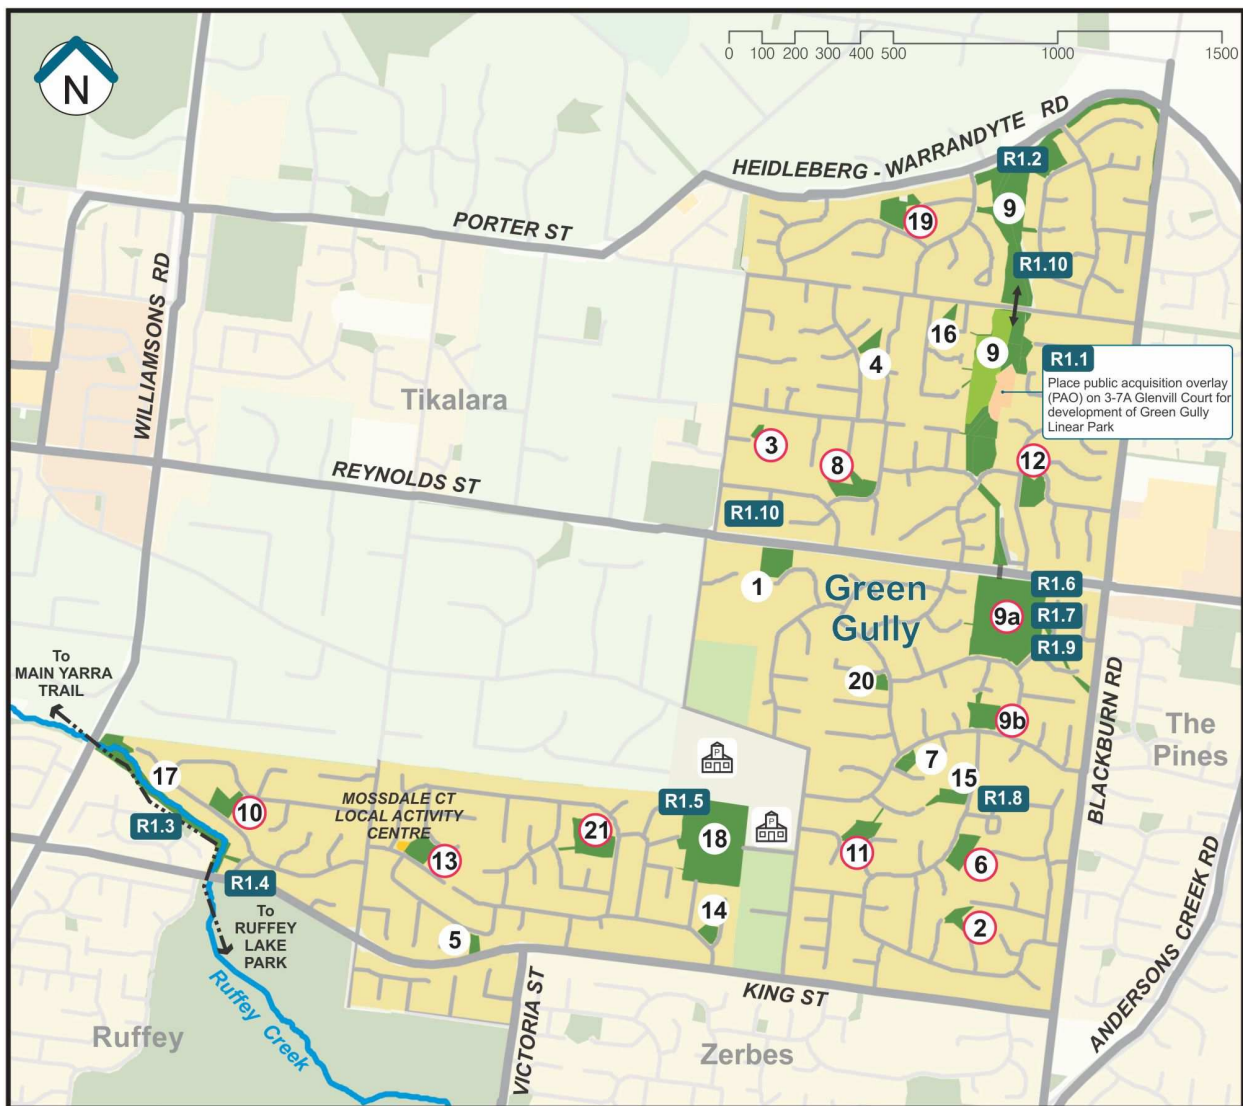 N
0 100 200 300 400 500 1000 1500
HEIDLEBERG - WARRANDYTE RD
R1.2
9
19
PORTER ST
R1.10
WILLIAMSONS RD
16
4
9
R1.1
Place public acquisition overlay
(PAO) on 3-7A Glenvill Court for
development of Green Gully
Linear Park
Tikalara
3
8
12
REYNOLDS ST
R1.10
1
Green
Gully
R1.6
9a
R1.7
R1.9
To
MAIN YARRA
TRAIL
20
9b
BLACKBURN RD
The
Pines
7
15
R1.8
P
P
17
10
R1.3
MOSSDALE CT
LOCAL ACTIVITY
CENTRE
13
21
R1.5
18
11
6
R1.4
To
RUFFEY
LAKE
PARK
14
2
5
ANDERSONS CREEK RD
KING ST
VICTORIA ST
Ruffey Creek
Ruffey
Zerbes